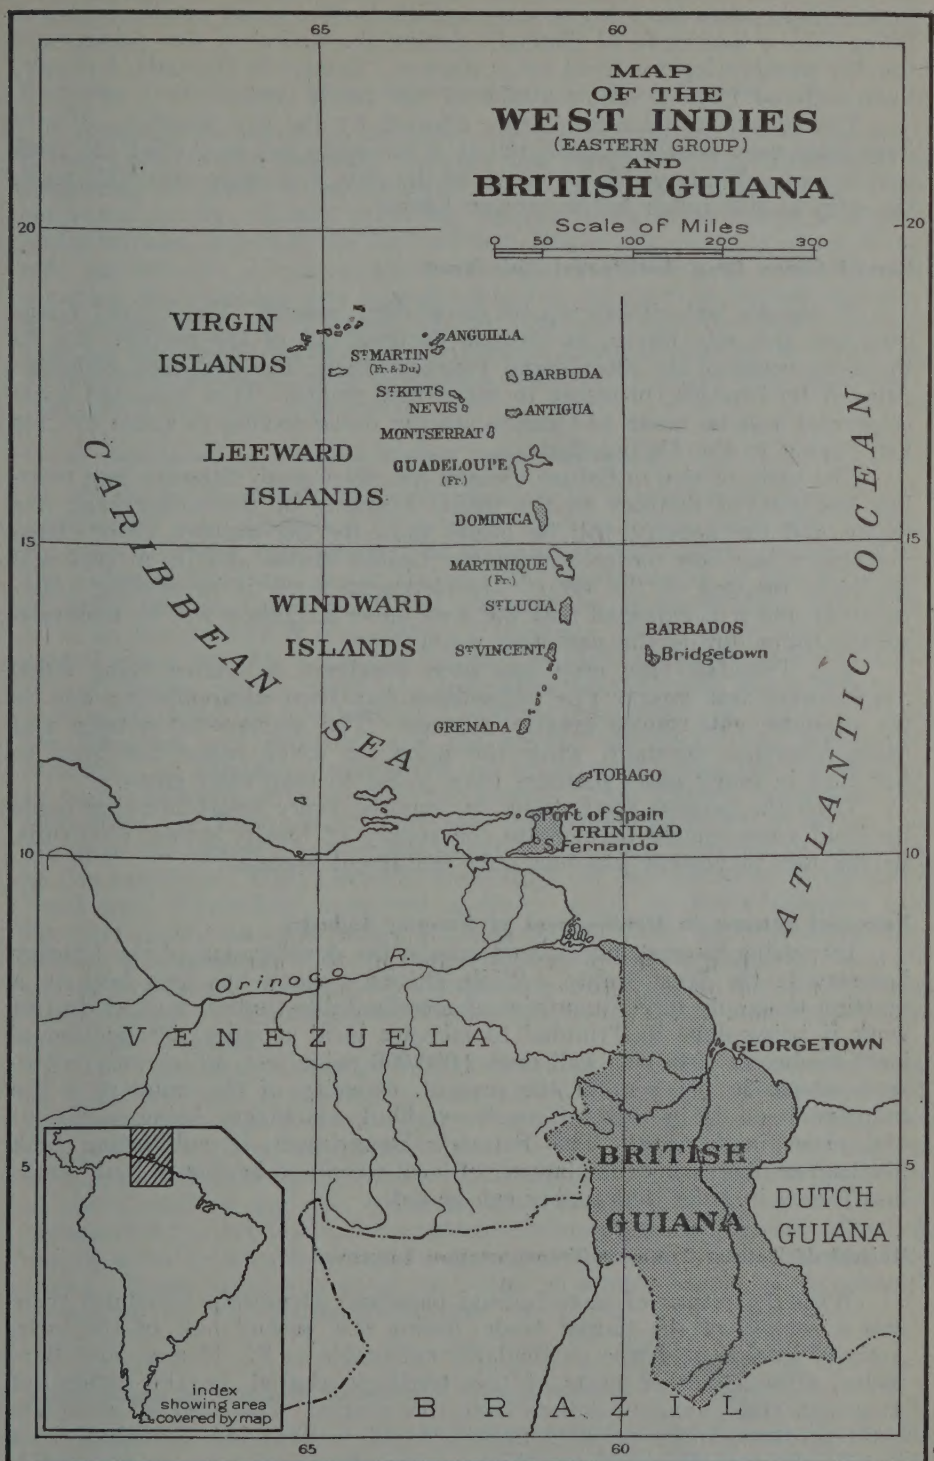 65 60
MAP
OF THE
WEST INDIES
(EASTERN GROUP)
AND
BRITISH GUIANA
Scale of Miles
0 50 100 200 300
20 20
VIRGIN
ISLANDS
ANGUILLA
ST MARTIN
(Fr. & Du.)
BARBUDA
ST KITTS
NEVIS
ANTIGUA
MONTSERRAT
LEEWARD
ISLANDS
GUADELOUPE
(Fr.)
DOMINICA
CARIBBEAN SEA
ATLANTIC OCEAN
15
MARTINIQUE
(Fr.)
WINDWARD
ISLANDS
ST LUCIA
BARBADOS
ST VINCENT
Bridgetown
GRENADA
TOBAGO
Port of Spain
TRINIDAD
S. Fernando
10 10
Orinoco R.
VENEZUELA
GEORGETOWN
5 5
BRITISH
GUIANA
DUTCH
GUIANA
index
showing area
covered by map
BRAZIL
65 60